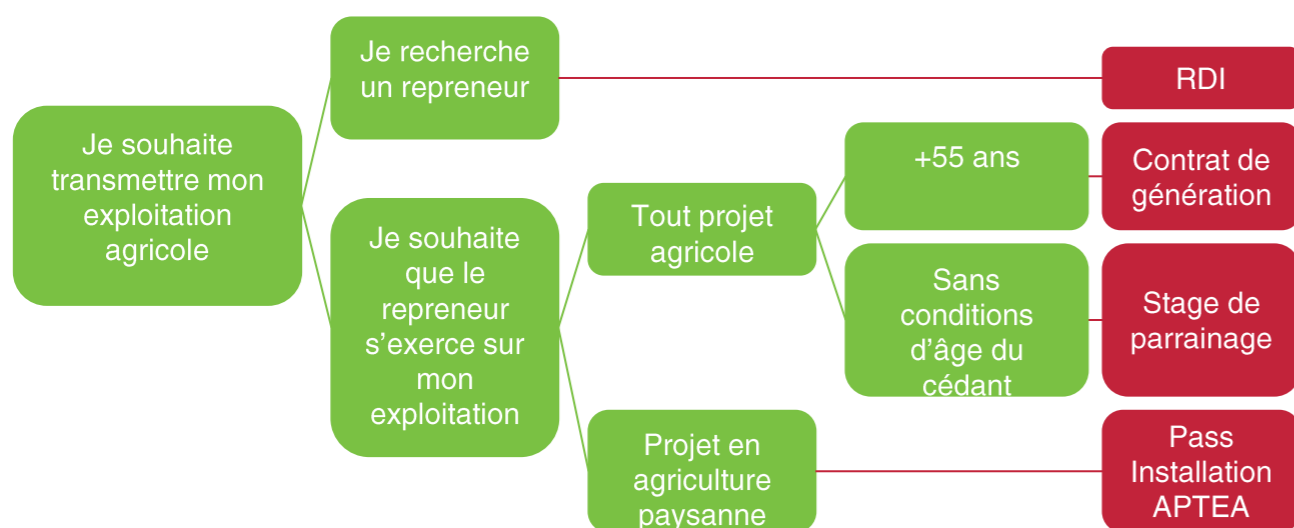 Je souhaite
transmettre mon
exploitation
agricole
Je recherche
un repreneur
RDI
Je souhaite
que le
repreneur
s’exerce sur
mon
exploitation
Tout projet
agricole
+55 ans
Contrat de
génération
Sans
conditions
d’âge du
cédant
Stage de
parrainage
Projet en
agriculture
paysanne
Pass
Installation
APTEA